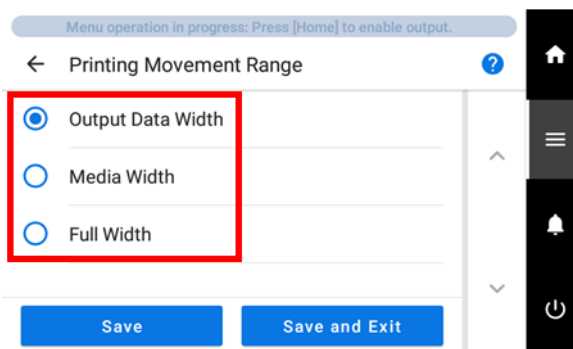 Menu operation in progress: Press [Home] to enable output.
Printing Movement Range
?
Output Data Width
Media Width
Full Width
Save
Save and Exit